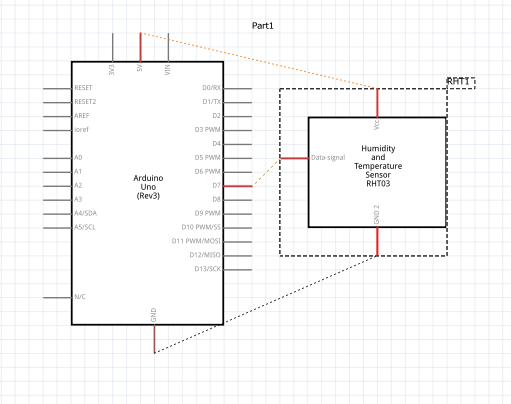 Part1
3V3
5V
VIN
RHT1
RESET
RESET2
AREF
ioref
A0
A1
A2
A3
A4/SDA
A5/SCL
N/C
Arduino
Uno
(Rev3)
D0/RX
D1/TX
D2
D3 PWM
D4
D5 PWM
D6 PWM
D7
D8
D9 PWM
D10 PWM/SS
D11 PWM/MOSI
D12/MISO
D13/SCK
GND
Vcc
Data-signal
Humidity
and
Temperature
Sensor
RHT03
GND 2